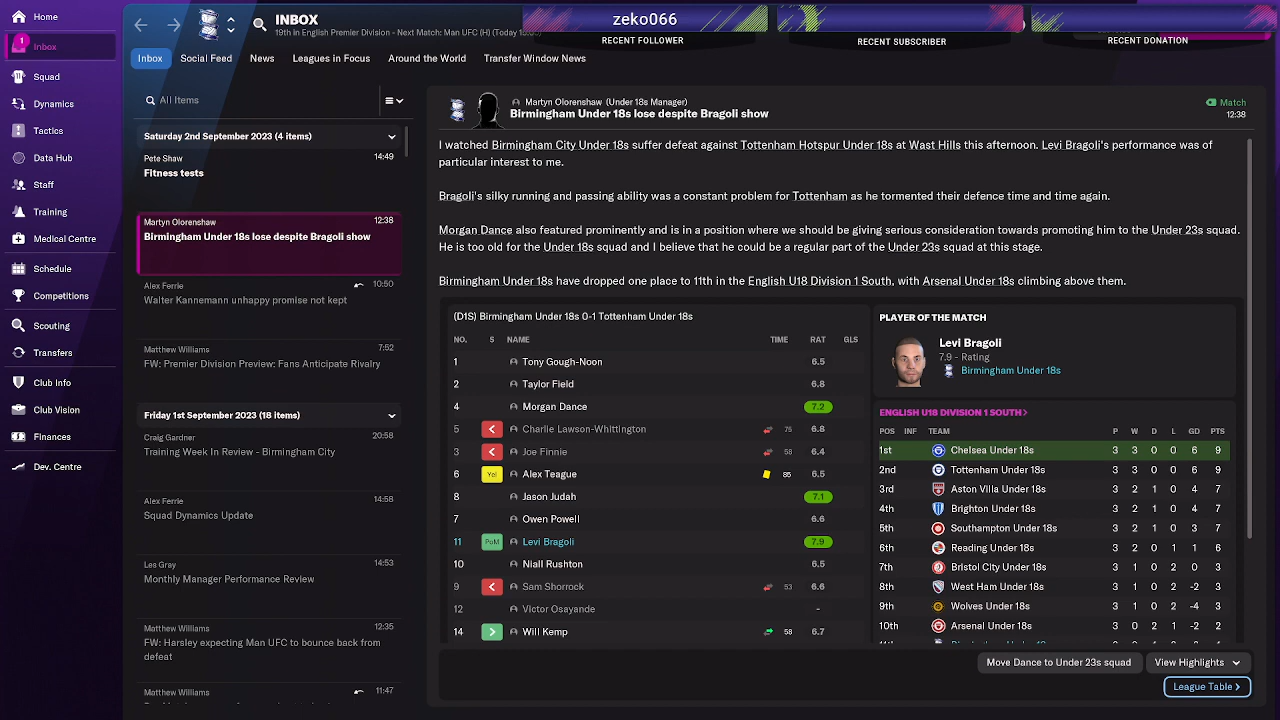 Home
1
Inbox
Squad
Dynamics
Tactics
Data Hub
Staff
Training
Medical Centre
Schedule
Competitions
Scouting
Transfers
Club Info
Club Vision
Finances
Dev. Centre
INBOX
19th in English Premier Division - Next Match: Man UFC (H) (Today
zeko066
RECENT FOLLOWER
RECENT SUBSCRIBER
RECENT DONATION
Inbox Social Feed News Leagues in Focus Around the World Transfer Window News
All Items
Saturday 2nd September 2023 (4 items)
Pete Shaw 14:49
Fitness tests
Martyn Olorenshaw 12:38
Birmingham Under 18s lose despite Bragoli show
Alex Ferrie 10:50
Walter Kannemann unhappy promise not kept
Matthew Williams 7:52
FW: Premier Division Preview: Fans Anticipate Rivalry
Friday 1st September 2023 (18 items)
Craig Gardner 20:58
Training Week In Review - Birmingham City
Alex Ferrie 14:58
Squad Dynamics Update
Les Gray 14:53
Monthly Manager Performance Review
Matthew Williams 12:35
FW: Harsley expecting Man UFC to bounce back from
defeat
Matthew Williams 11:47
Martyn Olorenshaw (Under 18s Manager)
Birmingham Under 18s lose despite Bragoli show
Match
12:38
I watched Birmingham City Under 18s suffer defeat against Tottenham Hotspur Under 18s at Wast Hills this afternoon. Levi Bragoli's performance was of
particular interest to me.
Bragoli's silky running and passing ability was a constant problem for Tottenham as he tormented their defence time and time again.
Morgan Dance also featured prominently and is in a position where we should be giving serious consideration towards promoting him to the Under 23s squad.
He is too old for the Under 18s squad and I believe that he could be a regular part of the Under 23s squad at this stage.
Birmingham Under 18s have dropped one place to 11th in the English U18 Division 1 South, with Arsenal Under 18s climbing above them.
(D1S) Birmingham Under 18s 0-1 Tottenham Under 18s
NO. S NAME TIME RAT GLS
1 Tony Gough-Noon 6.5
2 Taylor Field 6.8
4 Morgan Dance 7.2
5 Charlie Lawson-Whittington 75 6.8
3 Joe Finnie 58 6.4
6 Yel Alex Teague 85 6.5
8 Jason Judah 7.1
7 Owen Powell 6.6
11 PoM Levi Bragoli 7.9
10 Niall Rushton 6.5
9 Sam Shorrock 53 6.6
12 Victor Osayande -
14 Will Kemp 58 6.7
PLAYER OF THE MATCH
Levi Bragoli
7.9 - Rating
Birmingham Under 18s
ENGLISH U18 DIVISION 1 SOUTH
POS INF TEAM P W D L GD PTS
1st Chelsea Under 18s 3 3 0 0 6 9
2nd Tottenham Under 18s 3 3 0 0 3 9
3rd Aston Villa Under 18s 3 2 1 0 4 7
4th Brighton Under 18s 3 2 1 0 4 7
5th Southampton Under 18s 3 2 1 0 3 7
6th Reading Under 18s 3 2 0 1 1 6
7th Bristol City Under 18s 3 1 0 2 0 3
8th West Ham Under 18s 3 1 0 2 -2 3
9th Wolves Under 18s 3 1 0 2 -4 3
10th Arsenal Under 18s 3 0 2 1 -2 2
Move Dance to Under 23s squad
View Highlights
League Table